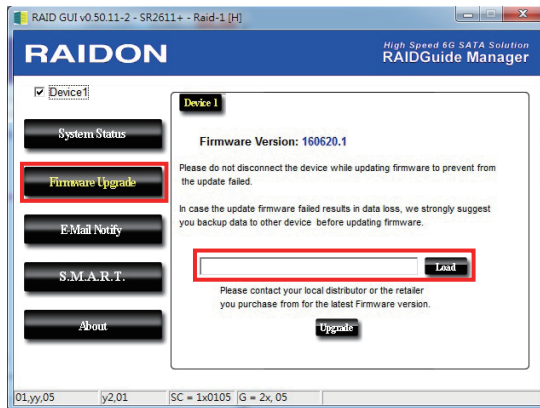 RAID GUI v0.50.11-2 - SR2611+ - Raid-1 [H]
RAIDON
High Speed 6G SATA Solution
RAIDGuide Manager
Device1
System Status
Firmware Upgrade
E-Mail Notify
S.M.A.R.T.
About
Device 1
Firmware Version: 160620.1
Please do not disconnect the device while updating firmware to prevent from
the update failed.
In case the update firmware failed results in data loss, we strongly suggest
you backup data to other device before updating firmware.
Load
Please contact your local distributor or the retailer
you purchase from for the latest Firmware version.
Upgrade
01,yy,05 y2,01 SC = 1x0105 G = 2x, 05